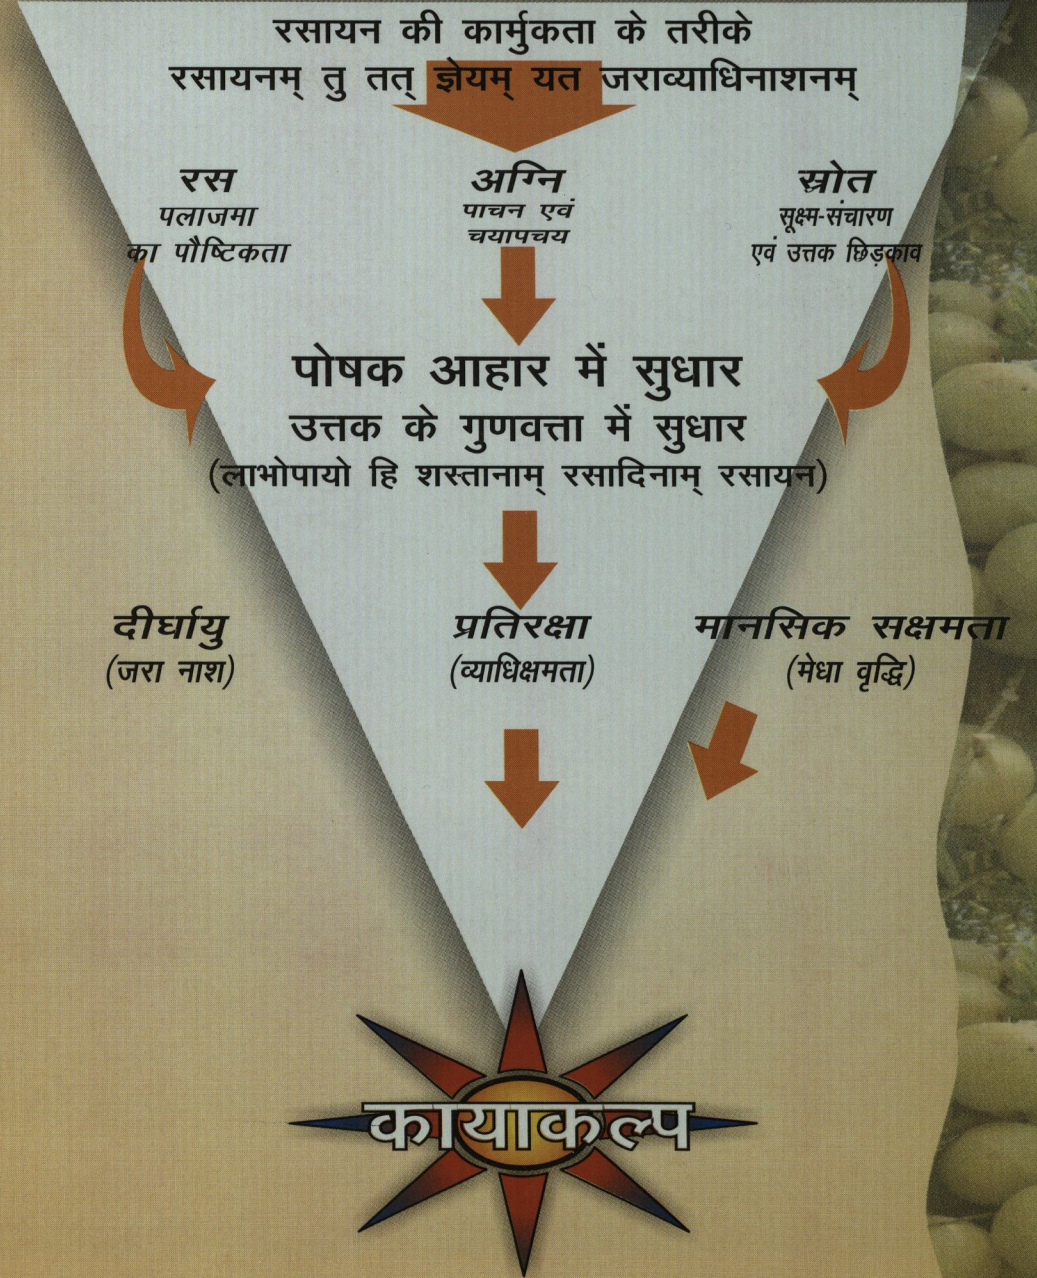 रसायन की कार्मुकता के तरीके
रसायनम् तु तत् ज्ञेयम् यत जराव्याधिनाशनम्
रस
पलाजमा
का पौष्टिकता
अग्नि
पाचन एवं
चयापचय
स्रोत
सूक्ष्म-संचारण
एवं उत्तक छिड़काव
पोषक आहार में सुधार
उत्तक के गुणवत्ता में सुधार
(लाभोपायो हि शस्तानाम् रसादिनाम् रसायन)
दीर्घायु
(जरा नाश)
प्रतिरक्षा
(व्याधिक्षमता)
मानसिक सक्षमता
(मेधा वृद्धि)
कायाकल्प